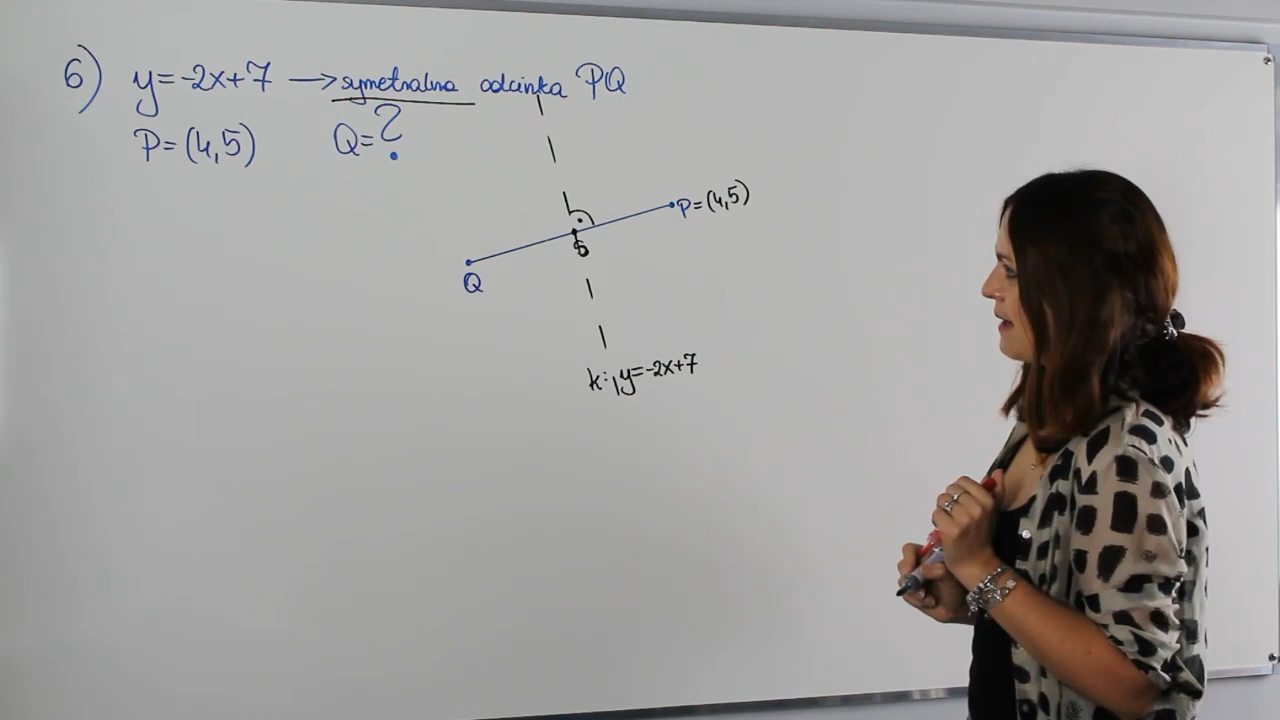 6) y=-2x+7 → symetralna odcinka PQ
P=(4,5) Q=?
P=(4,5)
S
Q
k: y=-2x+7